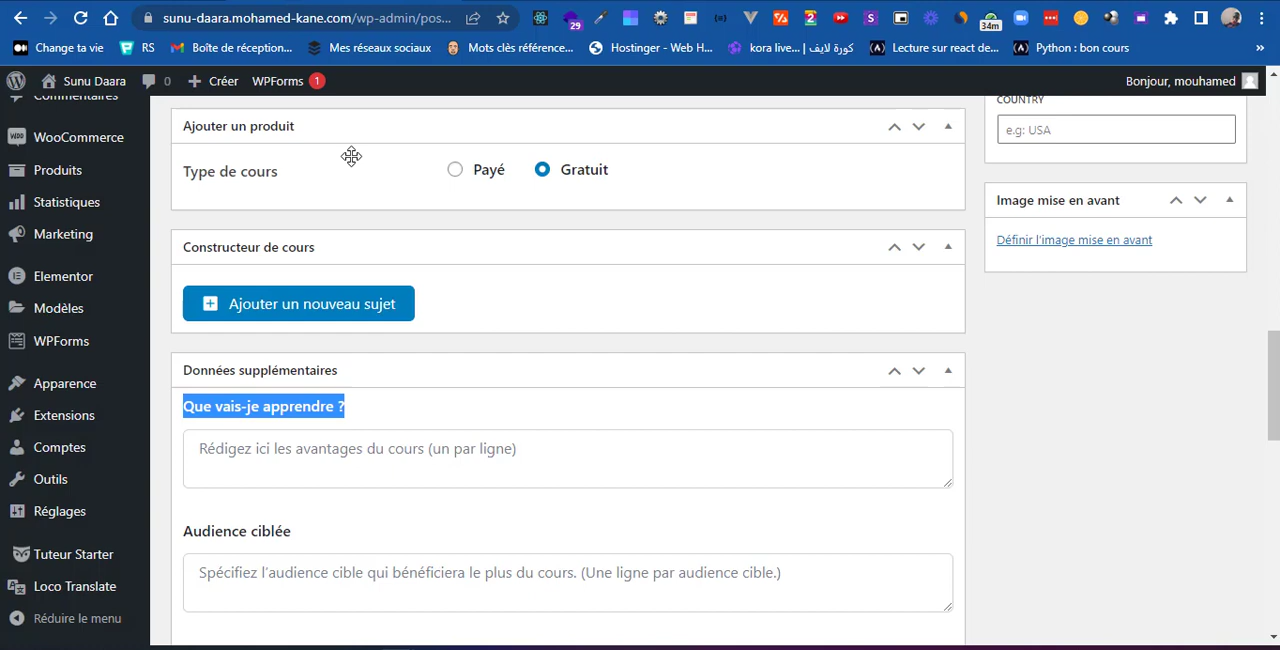 sunu-daara.mohamed-kane.com/wp-admin/pos...
29
2
S
34m
Change ta vie
RS
Boîte de réception...
Mes réseaux sociaux
Mots clés référence...
Hostinger - Web H...
kora live... | كورة لايف
Lecture sur react de...
Python : bon cours
»
Sunu Daara
0
Créer
WPForms
1
Bonjour, mouhamed
Commentaires
WooCommerce
Produits
Statistiques
Marketing
Elementor
Modèles
WPForms
Apparence
Extensions
Comptes
Outils
Réglages
Tuteur Starter
Loco Translate
Réduire le menu
Ajouter un produit
Type de cours
Payé
Gratuit
Constructeur de cours
Ajouter un nouveau sujet
Données supplémentaires
Que vais-je apprendre ?
Rédigez ici les avantages du cours (un par ligne)
Audience ciblée
Spécifiez l'audience cible qui bénéficiera le plus du cours. (Une ligne par audience cible.)
COUNTRY
e.g: USA
Image mise en avant
Définir l'image mise en avant